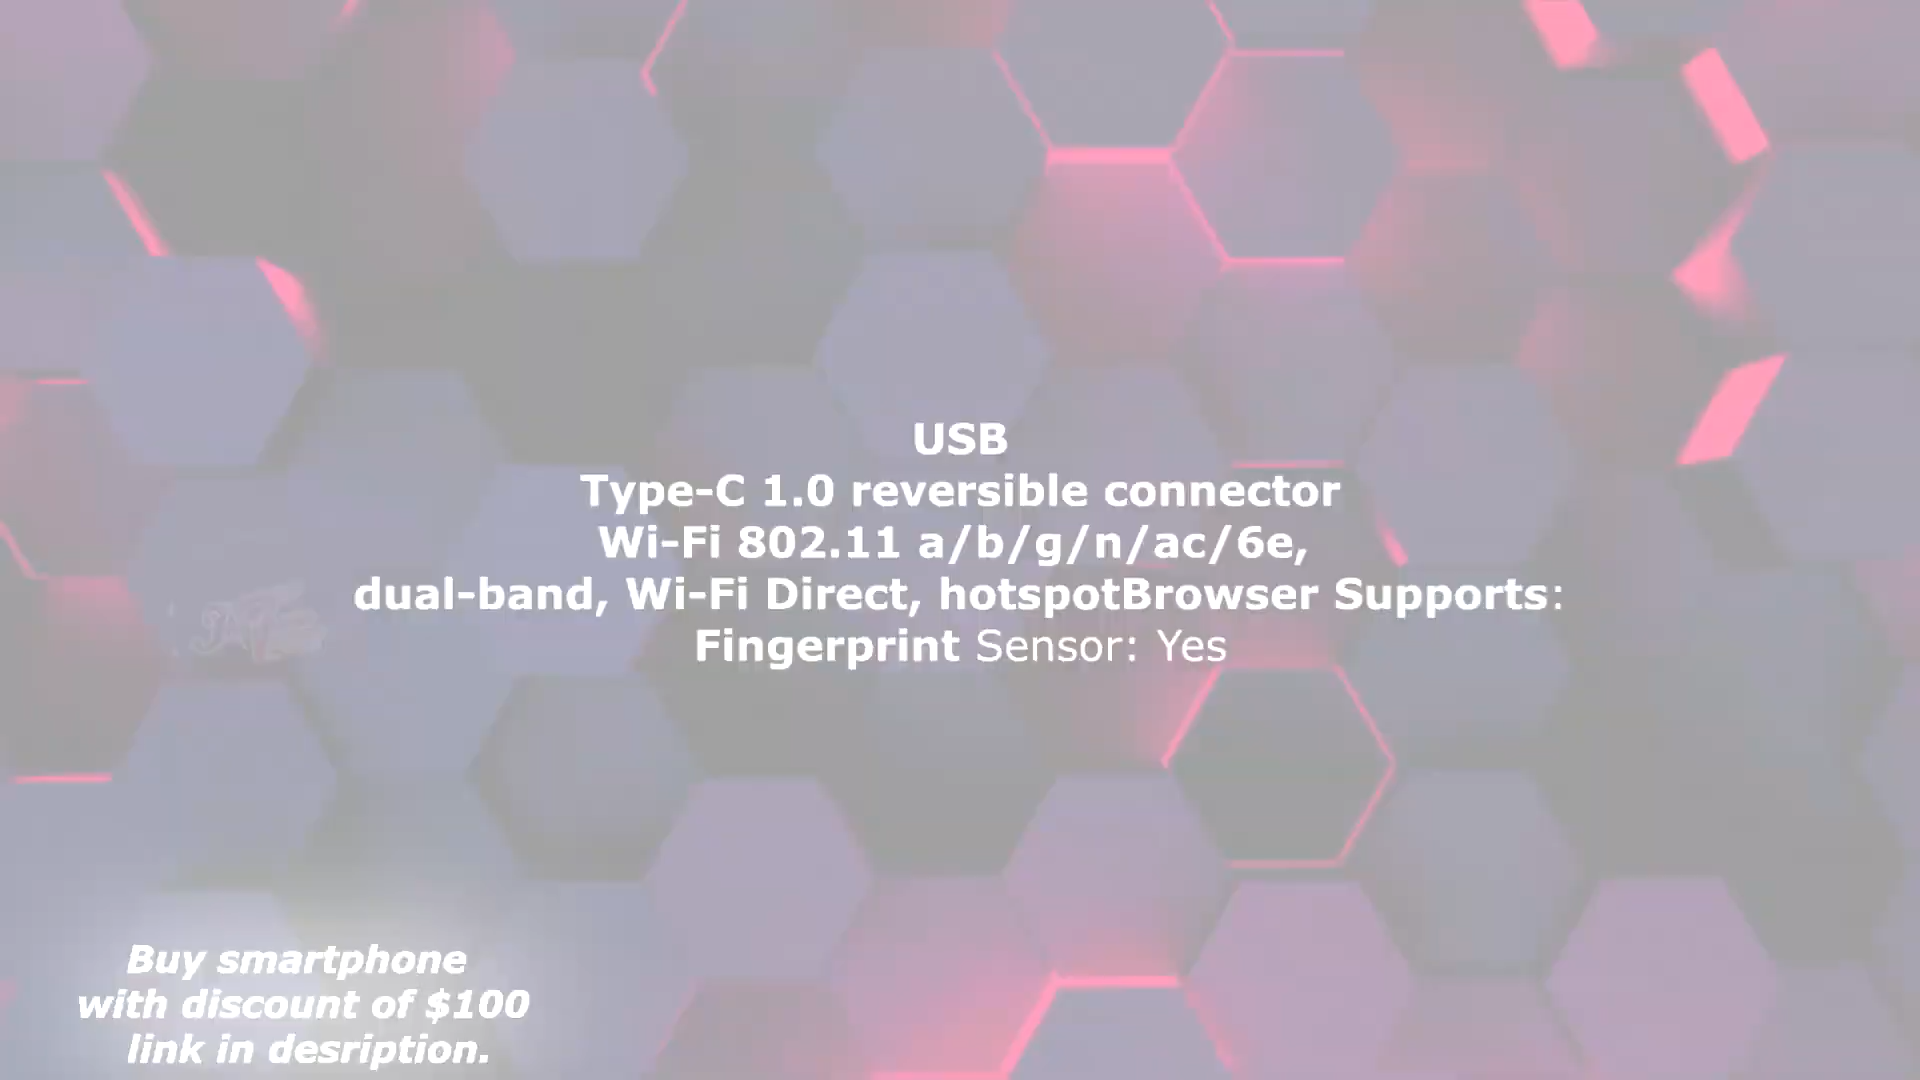 USB
Type-C 1.0 reversible connector
Wi-Fi 802.11 a/b/g/n/ac/6e,
dual-band, Wi-Fi Direct, hotspotBrowser Supports:
Fingerprint Sensor: Yes
Buy smartphone
with discount of $100
link in desription.